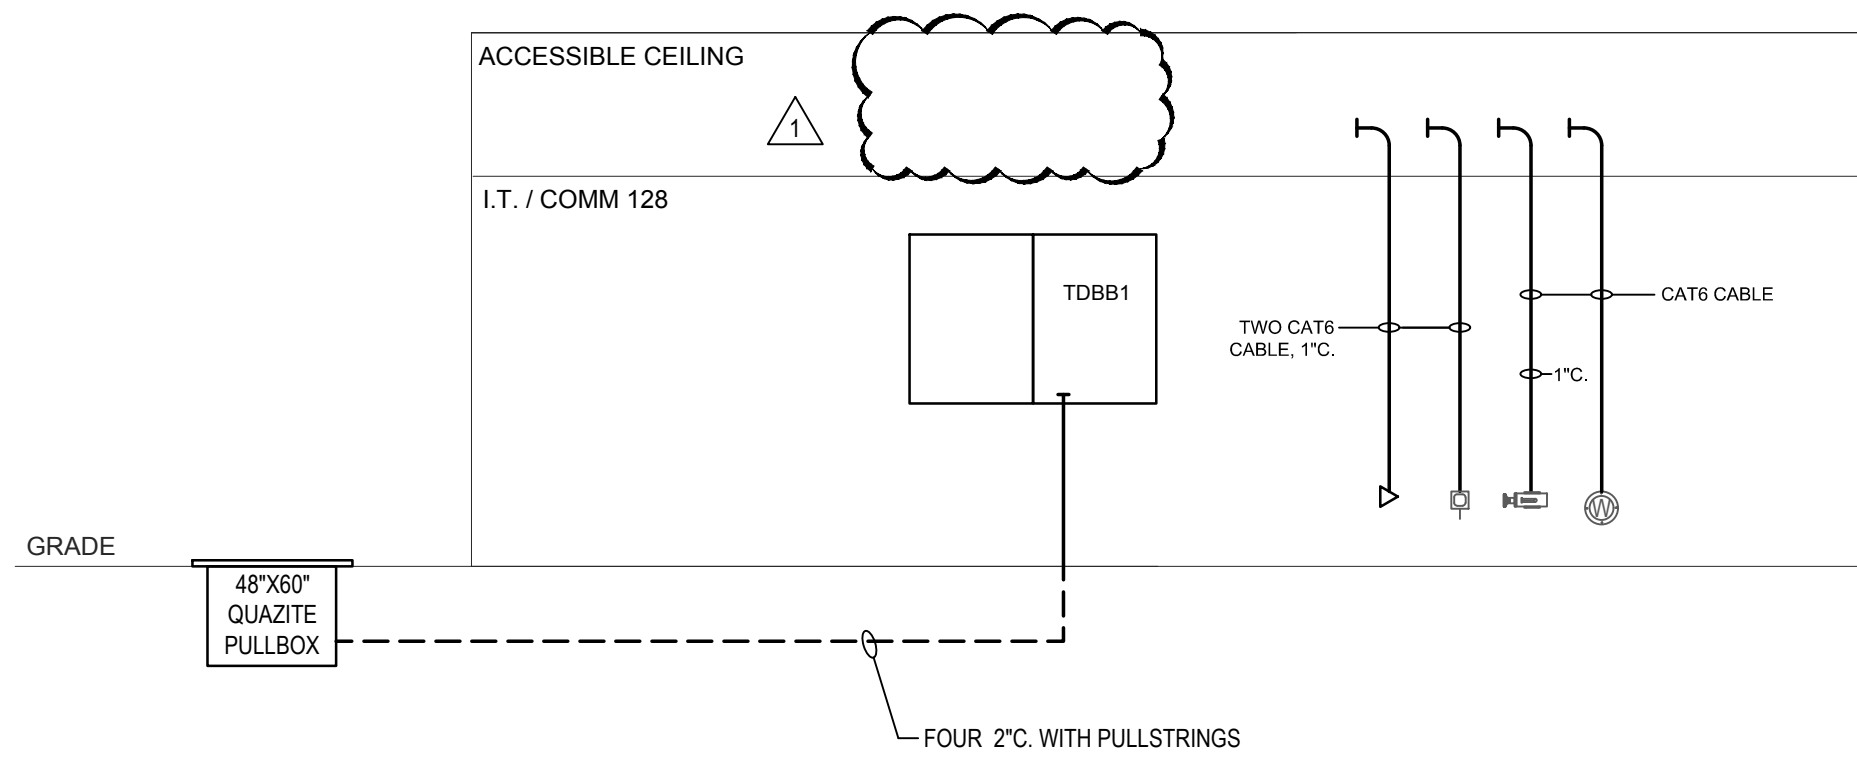 ACCESSIBLE CEILING
1
I.T. / COMM 128
TDBB1
CAT6 CABLE
TWO CAT6
CABLE, 1"C.
1"C.
W
GRADE
48"X60"
QUAZITE
PULLBOX
FOUR 2"C. WITH PULLSTRINGS